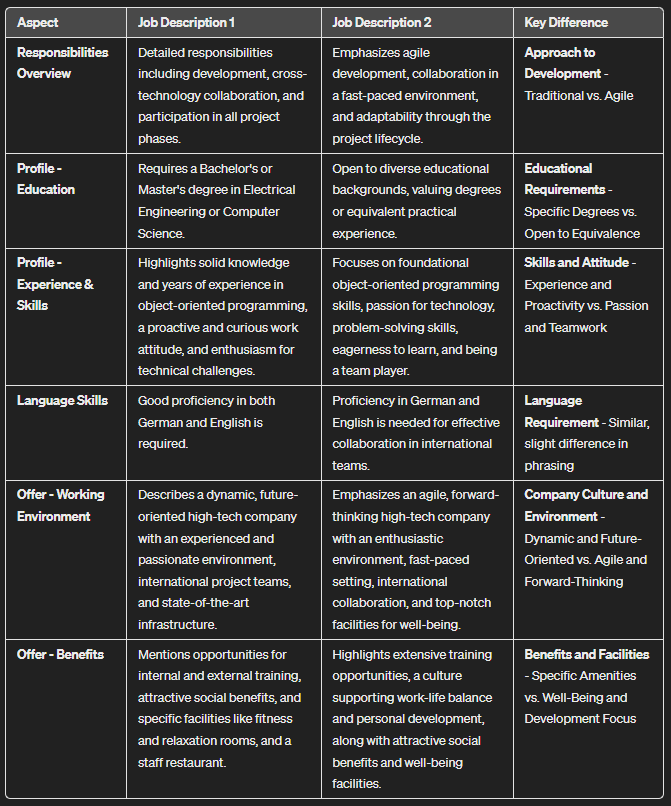 Aspect
Job Description 1
Job Description 2
Key Difference
Responsibilities
Overview
Detailed responsibilities
including development, cross-
technology collaboration, and
participation in all project
phases.
Emphasizes agile
development, collaboration in
a fast-paced environment,
and adaptability through the
project lifecycle.
Approach to
Development -
Traditional vs. Agile
Profile -
Education
Requires a Bachelor's or
Master's degree in Electrical
Engineering or Computer
Science.
Open to diverse educational
backgrounds, valuing degrees
or equivalent practical
experience.
Educational
Requirements -
Specific Degrees vs.
Open to Equivalence
Profile -
Experience &
Skills
Highlights solid knowledge
and years of experience in
object-oriented programming,
a proactive and curious work
attitude, and enthusiasm for
technical challenges.
Focuses on foundational
object-oriented programming
skills, passion for technology,
problem-solving skills,
eagerness to learn, and being
a team player.
Skills and Attitude -
Experience and
Proactivity vs. Passion
and Teamwork
Language Skills
Good proficiency in both
German and English is
required.
Proficiency in German and
English is needed for effective
collaboration in international
teams.
Language
Requirement - Similar,
slight difference in
phrasing
Offer - Working
Environment
Describes a dynamic, future-
oriented high-tech company
with an experienced and
passionate environment,
international project teams,
and state-of-the-art
infrastructure.
Emphasizes an agile, forward-
thinking high-tech company
with an enthusiastic
environment, fast-paced
setting, international
collaboration, and top-notch
facilities for well-being.
Company Culture and
Environment -
Dynamic and Future-
Oriented vs. Agile and
Forward-Thinking
Offer - Benefits
Mentions opportunities for
internal and external training,
attractive social benefits, and
specific facilities like fitness
and relaxation rooms, and a
staff restaurant.
Highlights extensive training
opportunities, a culture
supporting work-life balance
and personal development,
along with attractive social
benefits and well-being
facilities.
Benefits and Facilities
- Specific Amenities
vs. Well-Being and
Development Focus